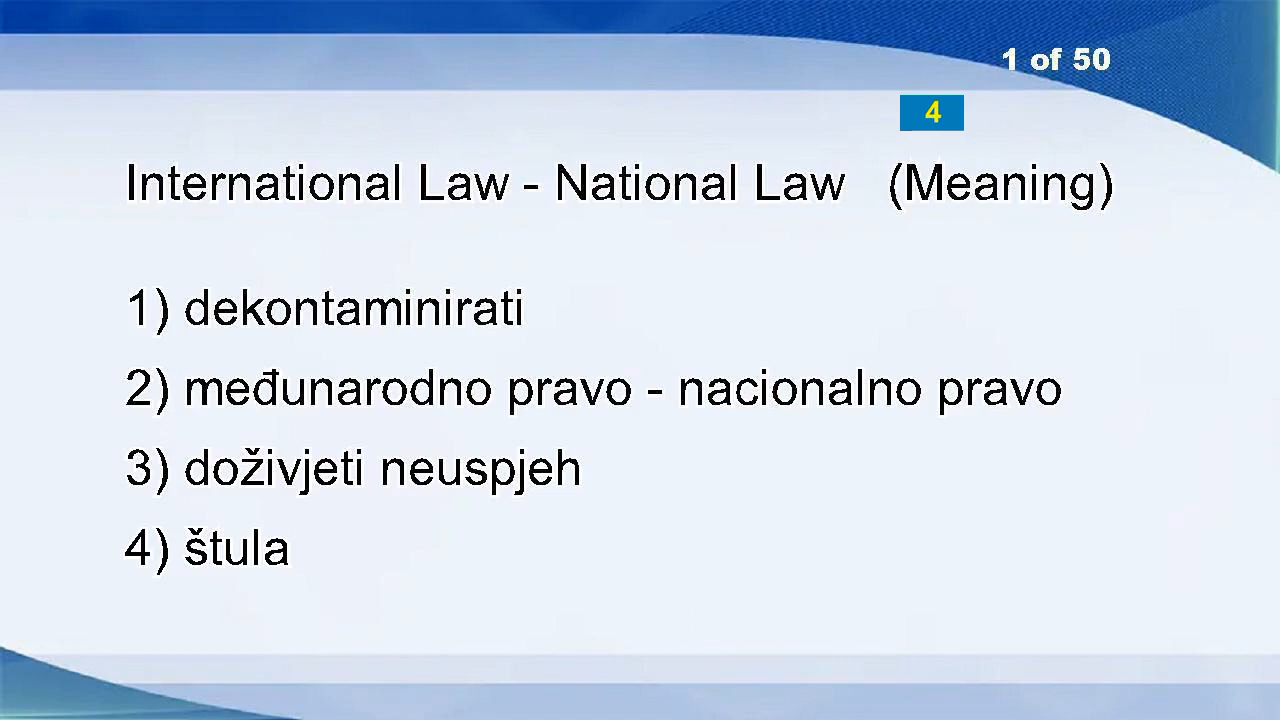 1 of 50
4
International Law - National Law (Meaning)
1) dekontaminirati
2) međunarodno pravo - nacionalno pravo
3) doživjeti neuspjeh
4) štula